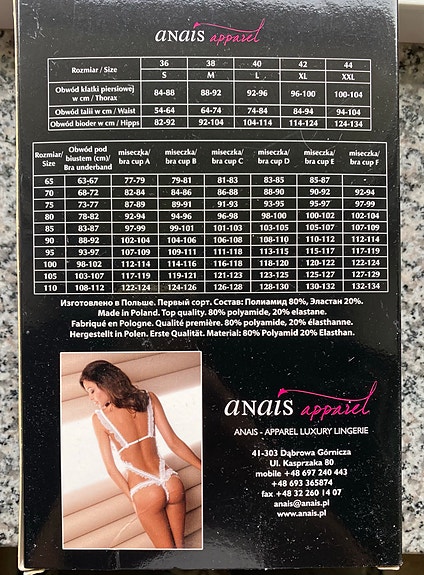 anais apparel
Rozmiar / Size 36 38 40 42 44
S M L XL XXL
Obwód klatki piersiowej w cm / Thorax 84-88 88-92 92-96 96-100 100-104
Obwód talii w cm / Waist 54-64 64-74 74-84 84-94 94-104
Obwód bioder w cm / Hipps 82-92 92-104 104-114 114-124 124-134
Rozmiar/ Size Obwód pod biustem (cm)/ Bra underband miseczka/ bra cup A miseczka/ bra cup B miseczka/ bra cup C miseczka/ bra cup D miseczka/ bra cup E miseczka/ bra cup F
65 63-67 77-79 79-81 81-83 83-85 85-87
70 68-72 82-84 84-86 86-88 88-90 90-92 92-94
75 73-77 87-89 89-91 91-93 93-95 95-97 97-99
80 78-82 92-94 94-96 96-98 98-100 100-102 102-104
85 83-87 97-99 99-101 101-103 103-105 105-107 107-109
90 88-92 102-104 104-106 106-108 108-110 110-112 112-114
95 93-97 107-109 109-111 111-113 113-115 115-117 117-119
100 98-102 112-114 114-116 116-118 118-120 120-122 122-124
105 103-107 117-119 119-121 121-123 123-125 125-127 127-129
110 108-112 122-124 124-126 126-128 128-130 130-132 132-134
Изготовлено в Польше. Первый сорт. Состав: Полиамид 80%, Эластан 20%.
Made in Poland. Top quality. 80% polyamide, 20% elastane.
Fabriqué en Pologne. Qualité première. 80% polyamide, 20% élasthanne.
Hergestellt in Polen. Erste Qualität. Material: 80% Polyamid 20% Elasthan.
anais apparel
ANAIS - APPAREL LUXURY LINGERIE
41-303 Dąbrowa Górnicza
Ul. Kasprzaka 80
mobile +48 697 240 443
+48 693 365874
fax +48 32 260 14 07
anais@anais.pl
www.anais.pl